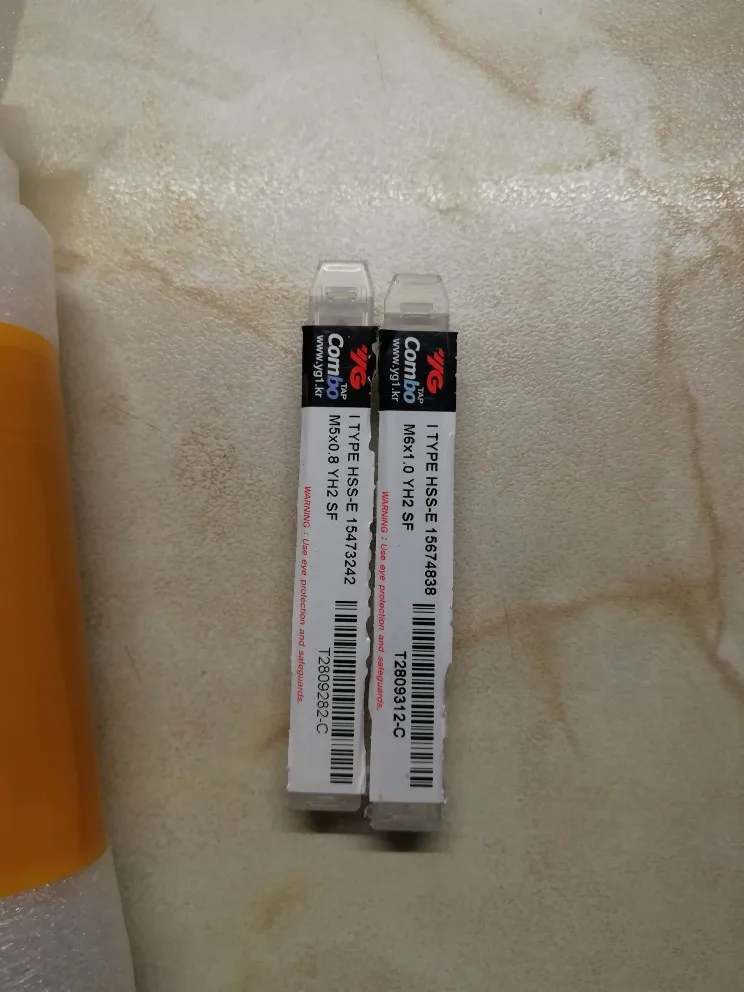 YG
Combo TAP
www.yg1.kr
I TYPE HSS-E 15473242
M5x0.8 YH2 SF
WARNING : Use eye protection and safeguards.
T2809282-C
YG
Combo TAP
www.yg1.kr
I TYPE HSS-E 15674838
M6x1.0 YH2 SF
WARNING : Use eye protection and safeguards.
T2809312-C